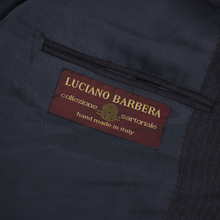 LUCIANO BARBERA
collezione sartoriale
hand made in italy